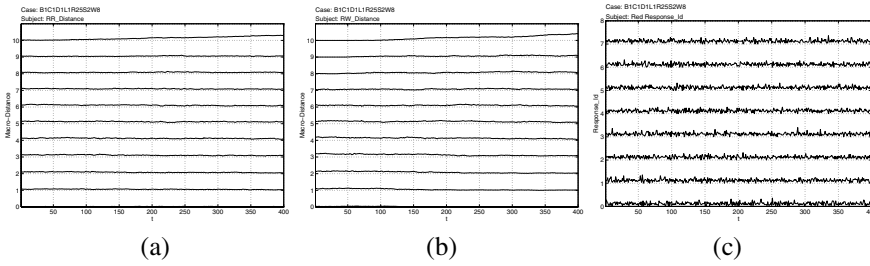 Case: B1C1D1L1R25S2W8
Subject: RR_Distance
Macro-Distance
10
9
8
7
6
5
4
3
2
1
0
50 100 150 200 250 300 350 400
t
(a)
Case: B1C1D1L1R25S2W8
Subject: RW_Distance
Macro-Distance
10
9
8
7
6
5
4
3
2
1
0
50 100 150 200 250 300 350 400
t
(b)
Case: B1C1D1L1R25S2W8
Subject: Red Response_Id
Response_Id
8
7
6
5
4
3
2
1
0
50 100 150 200 250 300 350 400
t
(c)